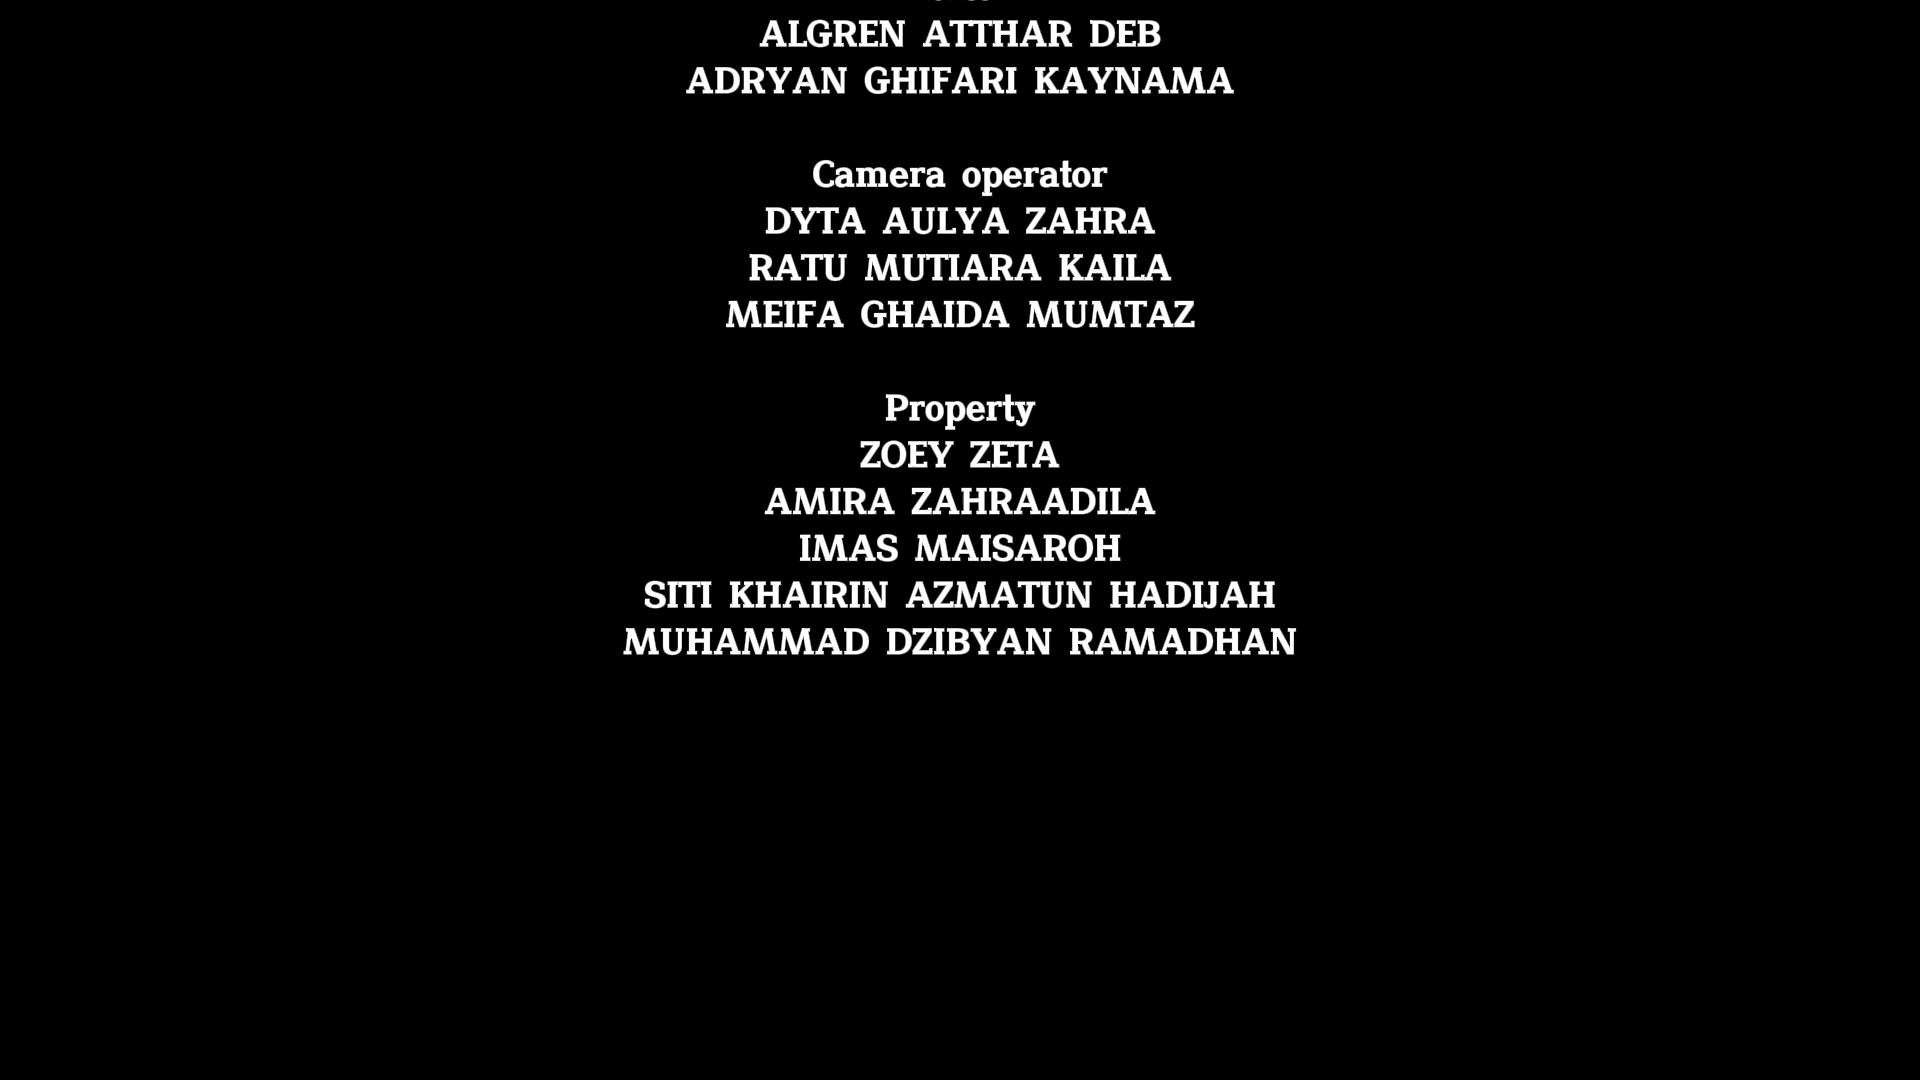 ALGREN ATTHAR DEB
ADRYAN GHIFARI KAYNAMA
Camera operator
DYTA AULYA ZAHRA
RATU MUTIARA KAILA
MEIFA GHAIDA MUMTAZ
Property
ZOEY ZETA
AMIRA ZAHRAADILA
IMAS MAISAROH
SITI KHAIRIN AZMATUN HADIJAH
MUHAMMAD DZIBYAN RAMADHAN